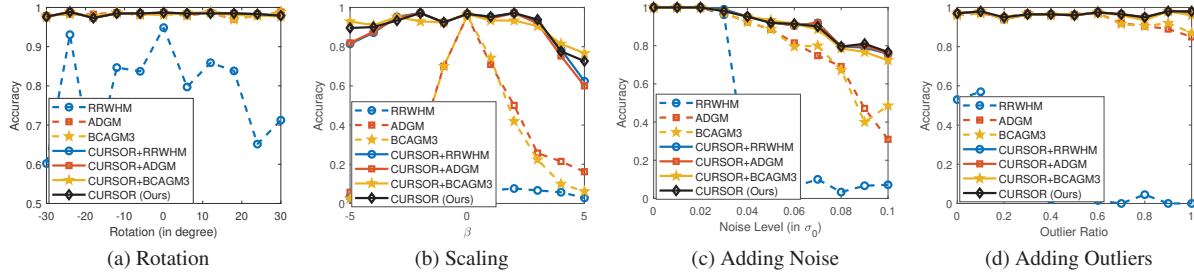 1
0.9
0.8
0.7
0.6
0.5
Accuracy
RRWHM
ADGM
BCAGM3
CURSOR+RRWHM
CURSOR+ADGM
CURSOR+BCAGM3
CURSOR (Ours)
-30 -20 -10 0 10 20 30
Rotation (in degree)
(a) Rotation
1
0.8
0.6
0.4
0.2
0
Accuracy
RRWHM
ADGM
BCAGM3
CURSOR+RRWHM
CURSOR+ADGM
CURSOR+BCAGM3
CURSOR (Ours)
-5 0 5
β
(b) Scaling
1
0.8
0.6
0.4
0.2
0
Accuracy
RRWHM
ADGM
BCAGM3
CURSOR+RRWHM
CURSOR+ADGM
CURSOR+BCAGM3
CURSOR (Ours)
0 0.02 0.04 0.06 0.08 0.1
Noise Level (in σ0)
(c) Adding Noise
1
0.8
0.6
0.4
0.2
0
Accuracy
RRWHM
ADGM
BCAGM3
CURSOR+RRWHM
CURSOR+ADGM
CURSOR+BCAGM3
CURSOR (Ours)
0 0.2 0.4 0.6 0.8 1
Outlier Ratio
(d) Adding Outliers